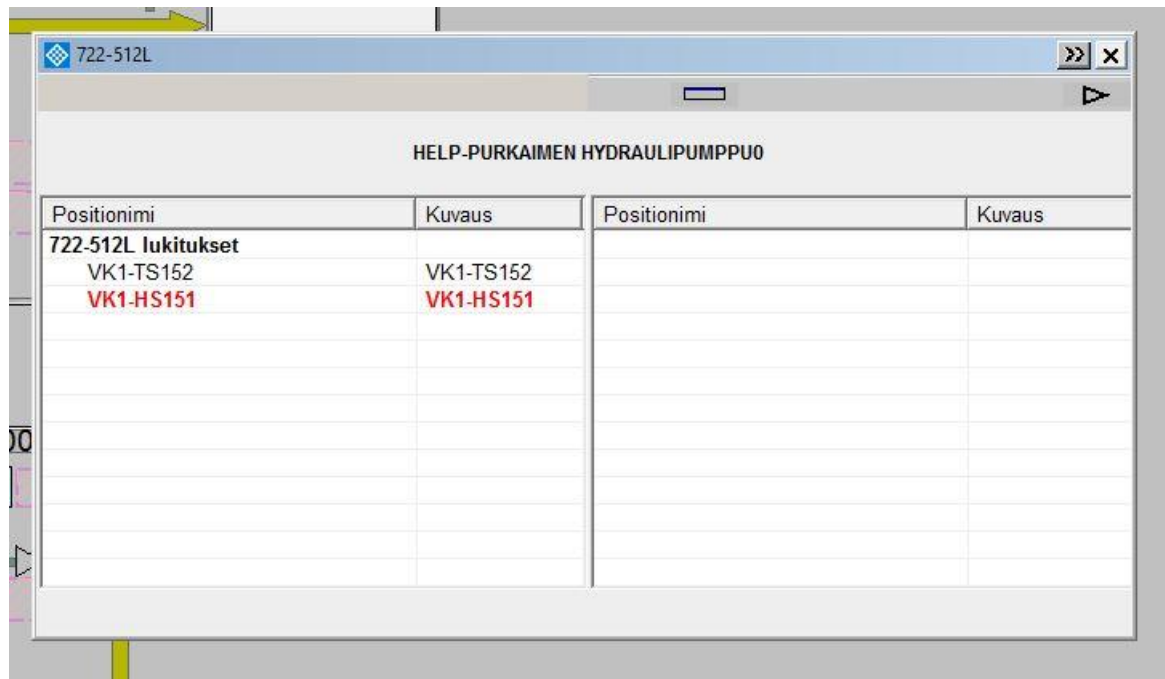 722-512L
HELP-PURKAIMEN HYDRAULIPUMPPU0
Positionimi Kuvaus Positionimi Kuvaus
722-512L lukitukset
VK1-TS152 VK1-TS152
VK1-HS151 VK1-HS151